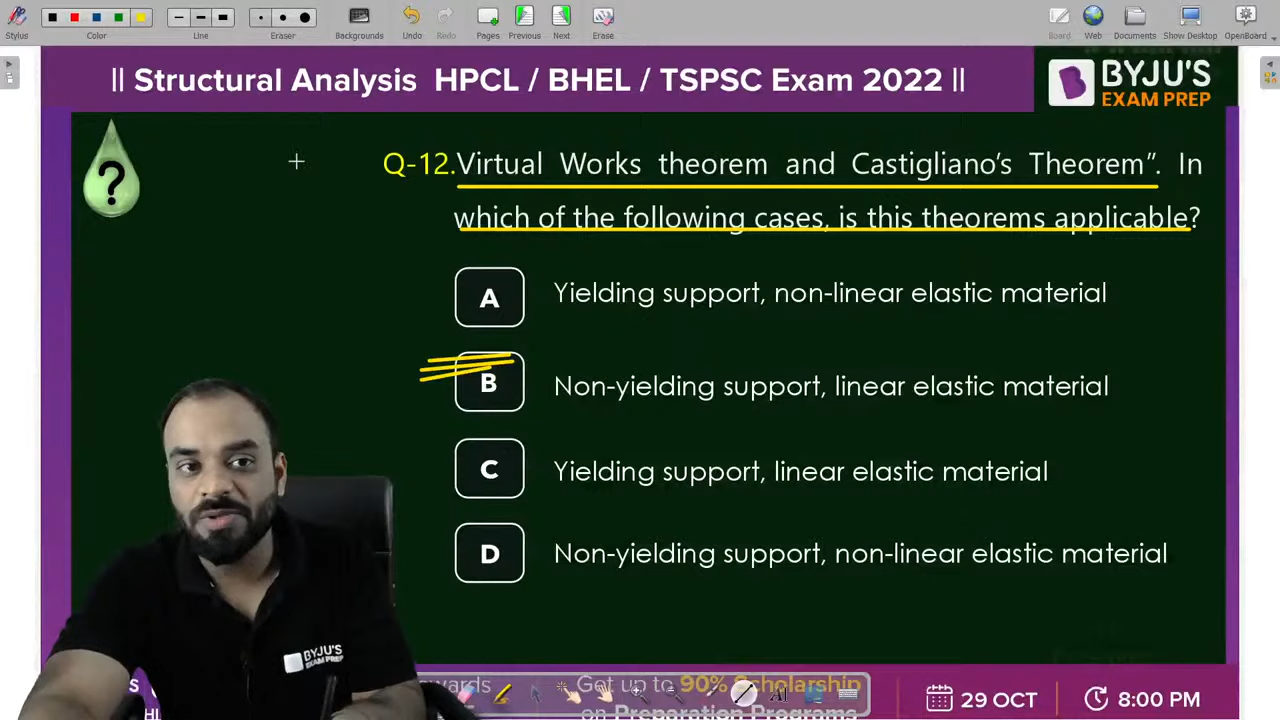 Stylus Color Line Eraser Backgrounds Undo Redo Pages Previous Next Erase Board Web Documents Show Desktop OpenBoard
|| Structural Analysis HPCL / BHEL / TSPSC Exam 2022 ||
BYJU'S
EXAM PREP
Q-12. Virtual Works theorem and Castigliano's Theorem”. In
which of the following cases, is this theorems applicable?
A Yielding support, non-linear elastic material
B Non-yielding support, linear elastic material
C Yielding support, linear elastic material
D Non-yielding support, non-linear elastic material
BYJU'S
EXAM PREP
Get up to 90% Scholarship
on Preparation Programs
29 OCT
8:00 PM